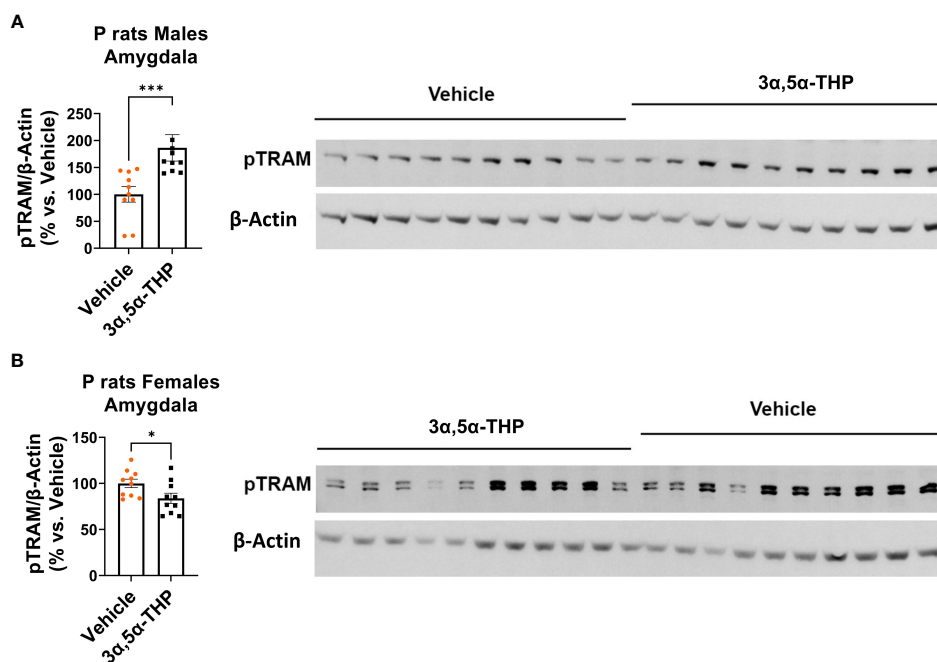 A
P rats Males
Amygdala
***
pTRAM/β-Actin
(% vs. Vehicle)
250
200
150
100
50
0
Vehicle
3α,5α-THP
Vehicle
3α,5α-THP
pTRAM
β-Actin
B
P rats Females
Amygdala
*
pTRAM/β-Actin
(% vs. Vehicle)
150
100
50
0
Vehicle
3α,5α-THP
3α,5α-THP
Vehicle
pTRAM
β-Actin